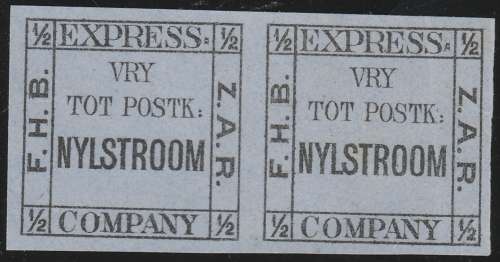 ½ EXPRESS: ½
F.H.B.
VRY
TOT POSTK:
NYLSTROOM
Z.A.R.
½ COMPANY ½
½ EXPRESS: ½
F.H.B.
VRY
TOT POSTK:
NYLSTROOM
Z.A.R.
½ COMPANY ½